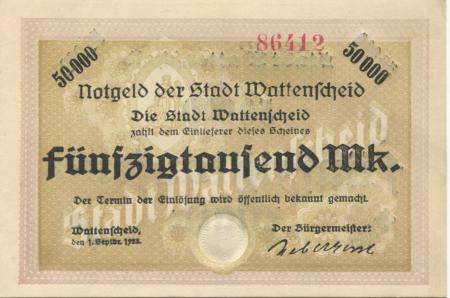 86412
50000 50000
Notgeld der Stadt Wattenscheid
Die Stadt Wattenscheid
zahlt dem Einlieferer dieses Scheines
fünfzigtausend Mk.
Der Termin der Einlösung wird öffentlich bekannt gemacht.
Wattenscheid, Der Bürgermeister:
den 1. Septbr. 1923.